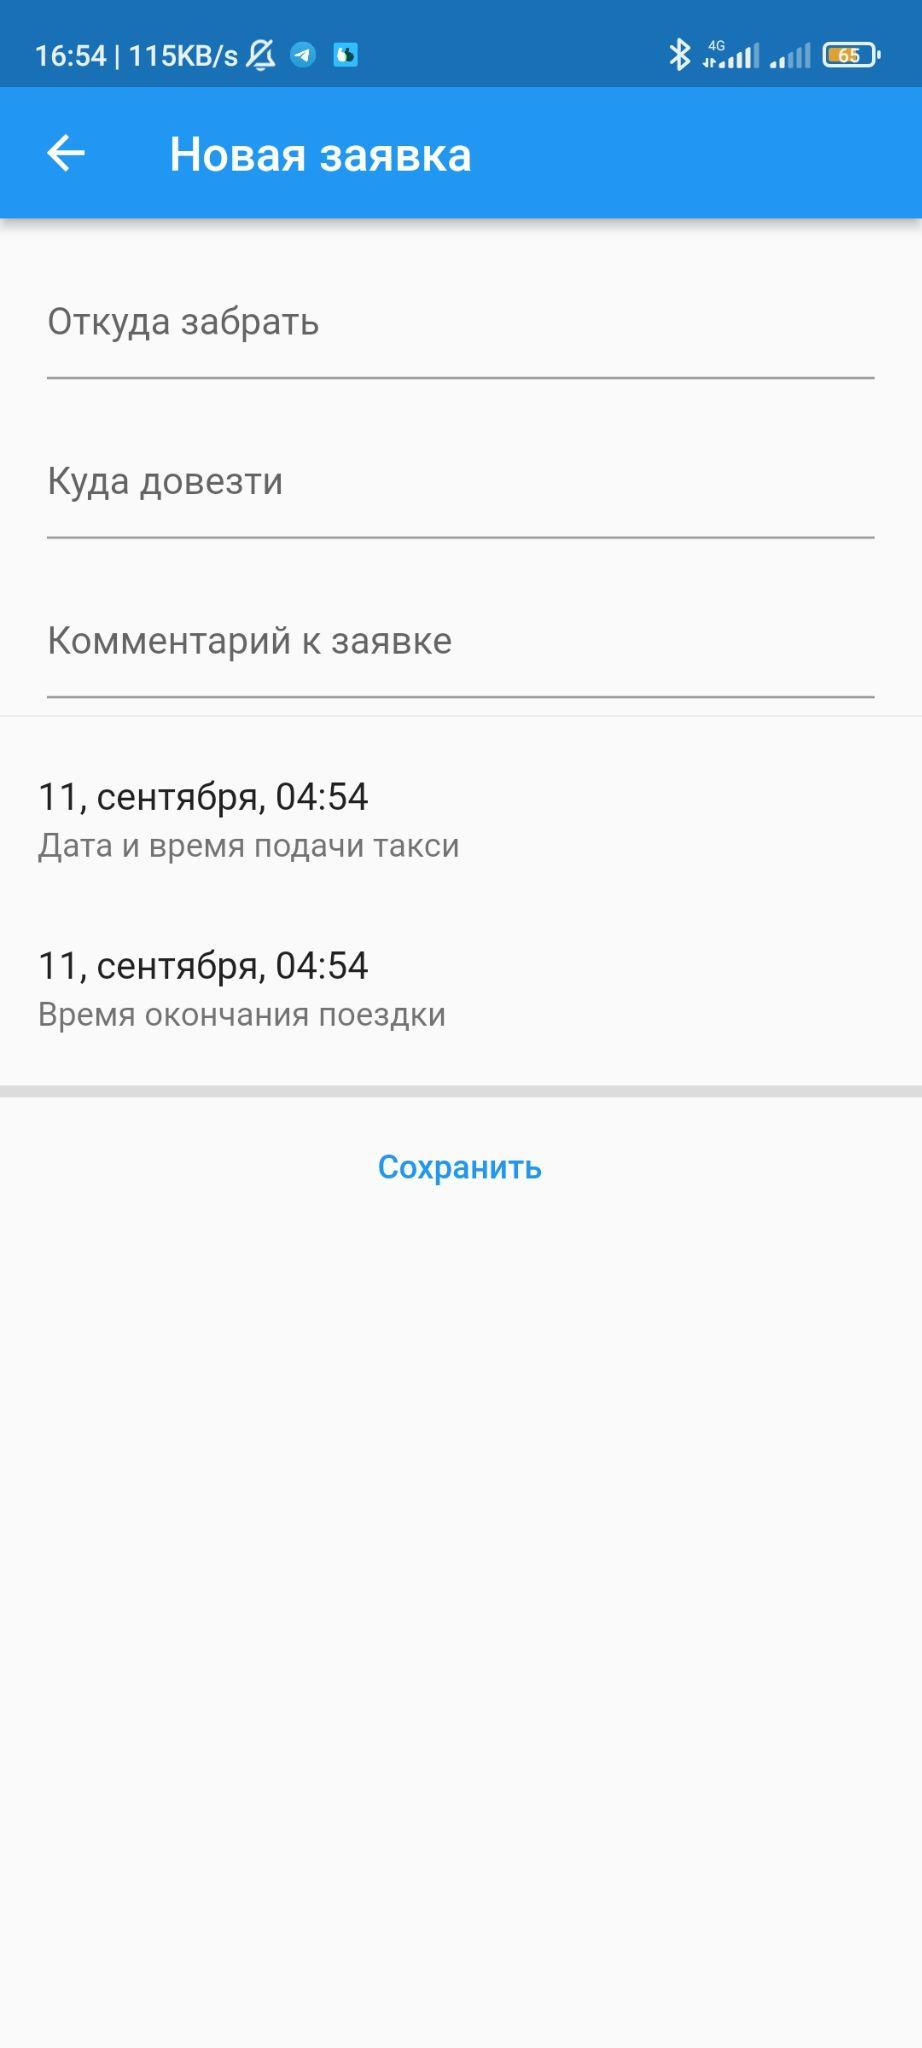 16:54 | 115KB/s
4G
65
Новая заявка
Откуда забрать
Куда довезти
Комментарий к заявке
11, сентября, 04:54
Дата и время подачи такси
11, сентября, 04:54
Время окончания поездки
Сохранить